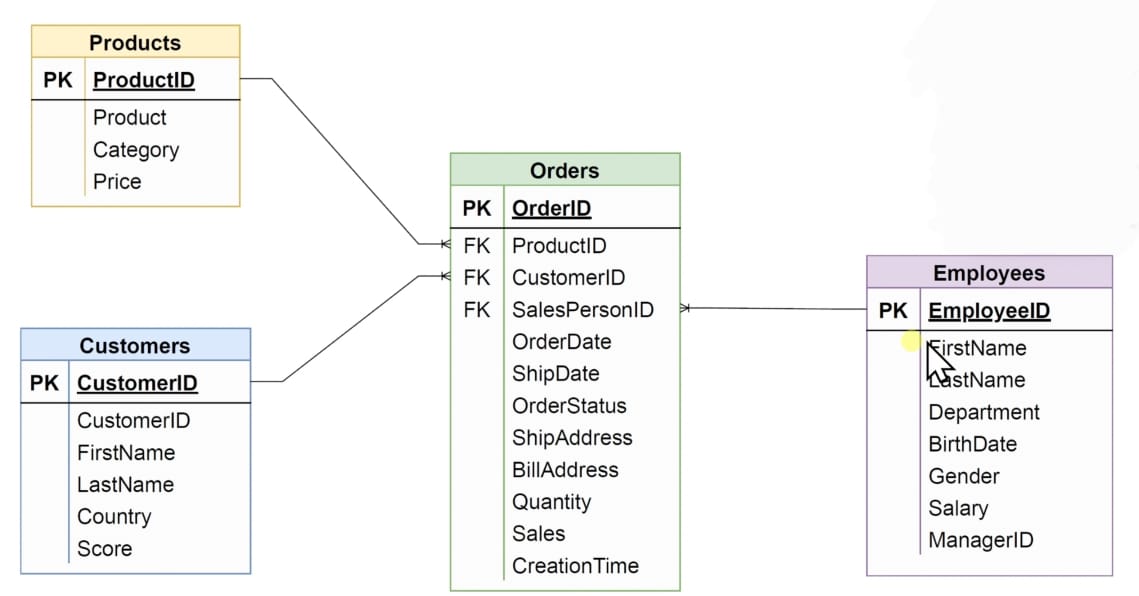 Products
PK ProductID
Product
Category
Price
Customers
PK CustomerID
CustomerID
FirstName
LastName
Country
Score
Orders
PK OrderID
FK ProductID
FK CustomerID
FK SalesPersonID
OrderDate
ShipDate
OrderStatus
ShipAddress
BillAddress
Quantity
Sales
CreationTime
Employees
PK EmployeeID
FirstName
LastName
Department
BirthDate
Gender
Salary
ManagerID